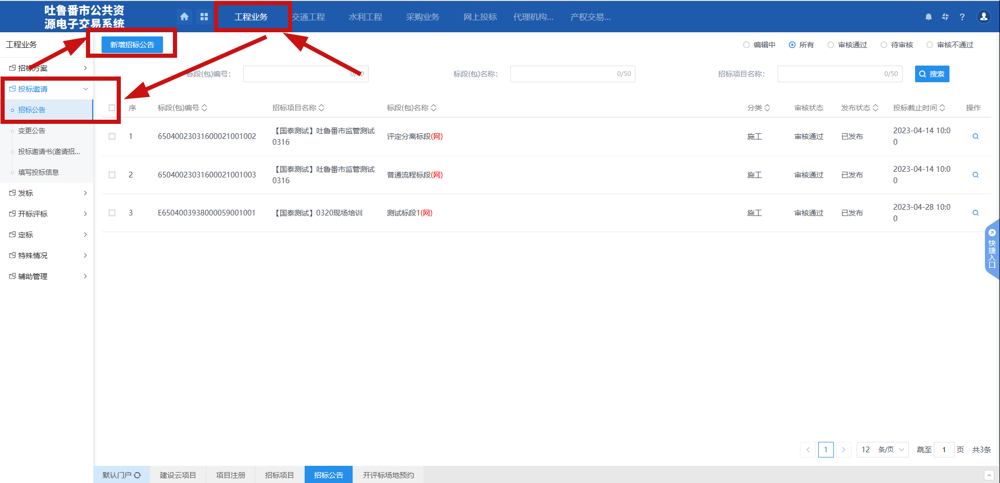 吐鲁番市公共资
源电子交易系统
工程业务
交通工程
水利工程
采购业务
网上投标
代理机构...
产权交易...
?
工程业务
新增招标公告
编辑中
所有
审核通过
待审核
审核不通过
招标方案
投标邀请
招标公告
变更公告
投标邀请书(邀请招...
填写投标信息
发标
开标评标
定标
特殊情况
辅助管理
标段(包)编号：
标段(包)名称：
0/50
招标项目名称：
0/50
搜索
序 标段(包)编号 招标项目名称 标段(包)名称 分类 审核状态 发布状态 投标截止时间 操作
1 65040023031600021001002 【国泰测试】吐鲁番市监管测试 评定分离标段(网) 施工 审核通过 已发布 2023-04-14 10:0
0316 0
2 65040023031600021001003 【国泰测试】吐鲁番市监管测试 普通流程标段(网) 施工 审核通过 已发布 2023-04-14 10:0
0316 0
3 E6504003938000059001001 【国泰测试】0320现场培训 测试标段1(网) 施工 审核通过 已发布 2023-04-28 10:0
0
快捷入口
1 12 条/页 跳至 1 页 共3条
默认门户
建设云项目
项目注册
招标项目
招标公告
开评标场地预约